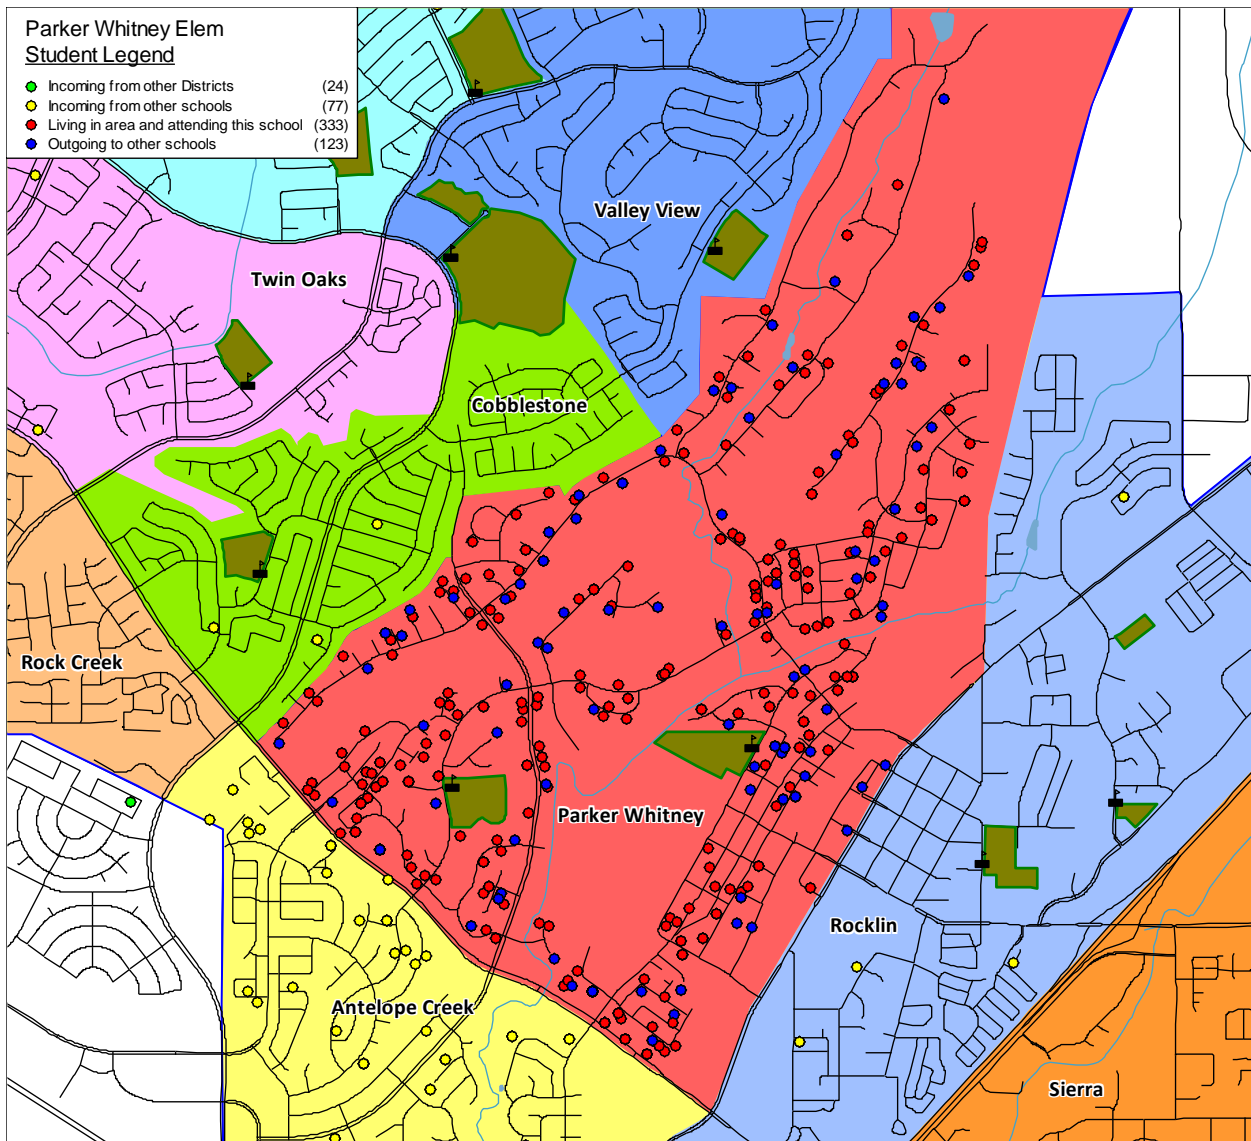 Parker Whitney Elem
Student Legend
Incoming from other Districts (24)
Incoming from other schools (77)
Living in area and attending this school (333)
Outgoing to other schools (123)
Valley View
Twin Oaks
Cobblestone
Rock Creek
Parker Whitney
Rocklin
Antelope Creek
Sierra